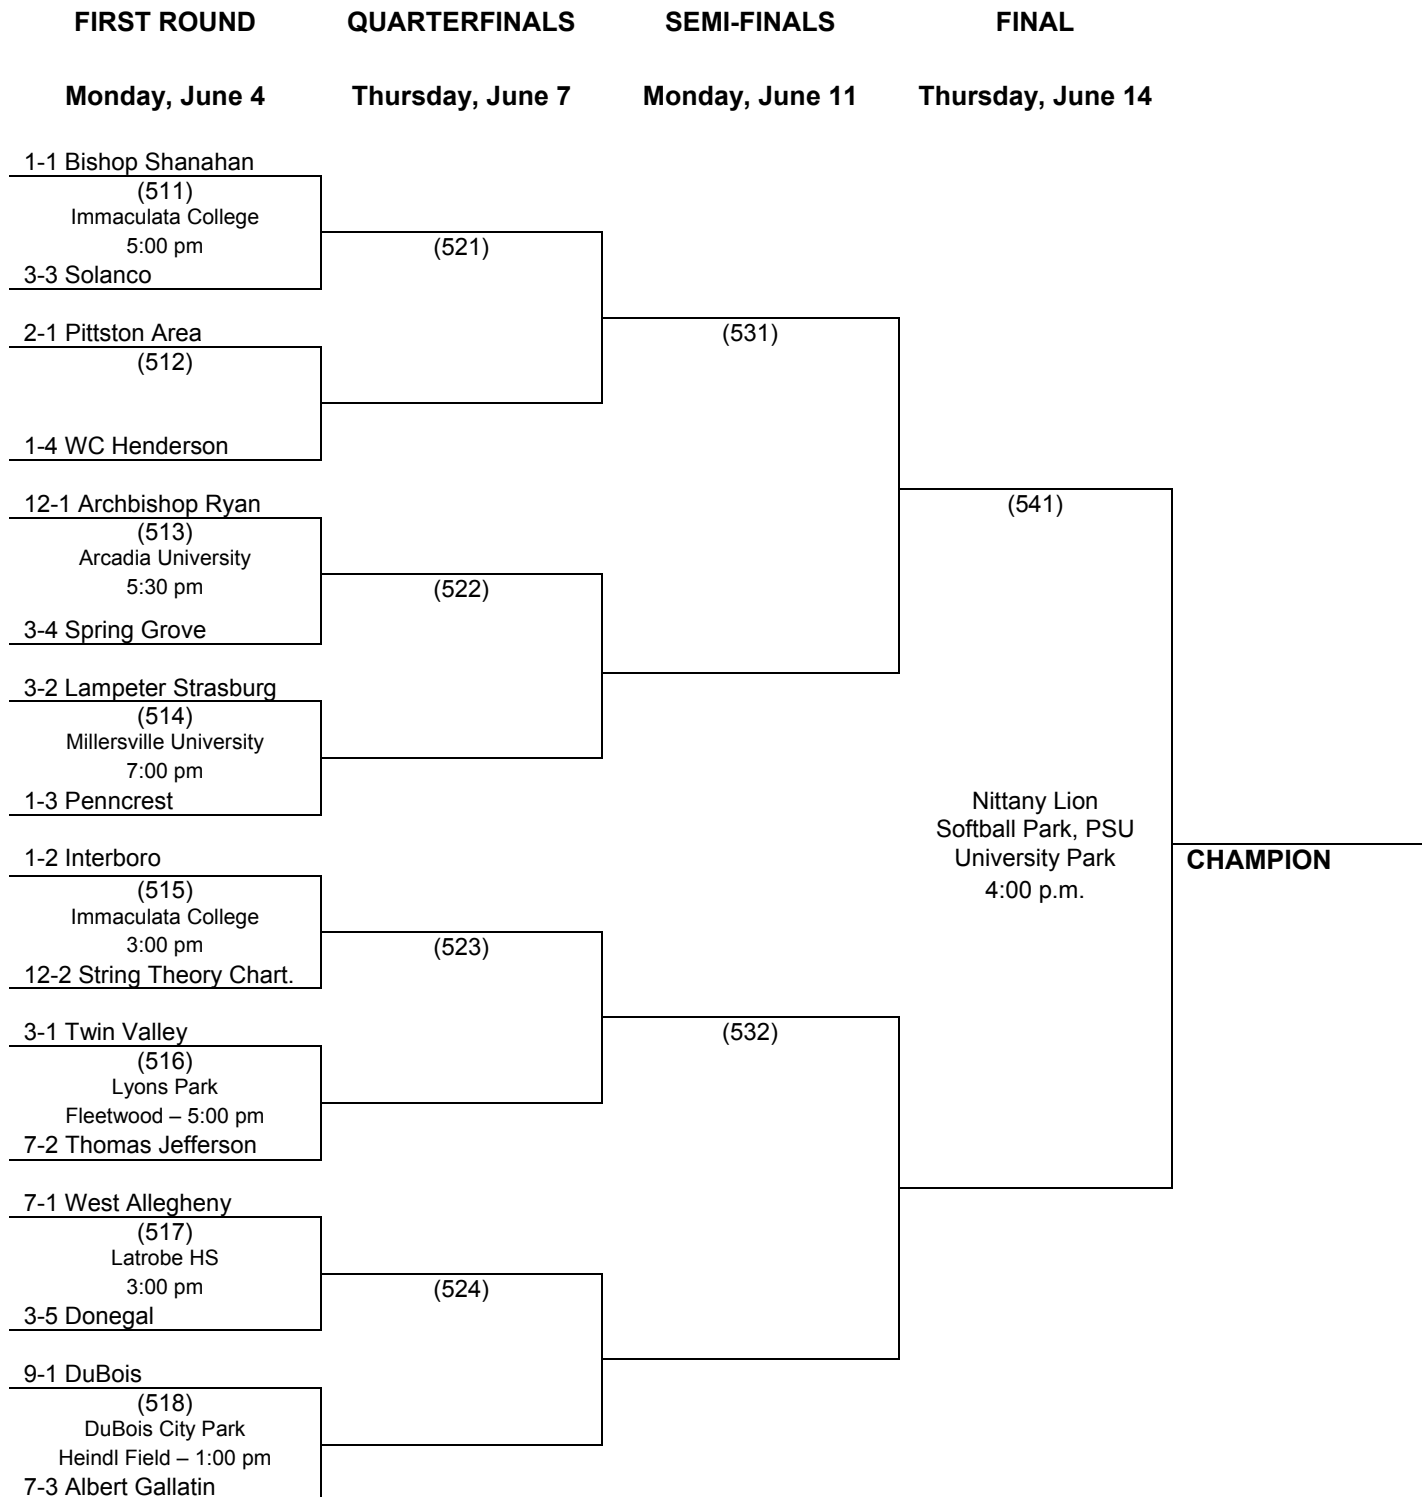 FIRST ROUND QUARTERFINALS SEMI-FINALS FINAL
Monday, June 4 Thursday, June 7 Monday, June 11 Thursday, June 14
1-1 Bishop Shanahan
(511)
Immaculata College
5:00 pm
(521)
3-3 Solanco
2-1 Pittston Area
(531)
(512)
1-4 WC Henderson
12-1 Archbishop Ryan
(541)
(513)
Arcadia University
5:30 pm
(522)
3-4 Spring Grove
3-2 Lampeter Strasburg
(514)
Millersville University
7:00 pm
1-3 Penncrest
Nittany Lion
Softball Park, PSU
University Park
4:00 p.m.
CHAMPION
1-2 Interboro
(515)
Immaculata College
3:00 pm
(523)
12-2 String Theory Chart.
3-1 Twin Valley
(532)
(516)
Lyons Park
Fleetwood – 5:00 pm
7-2 Thomas Jefferson
7-1 West Allegheny
(517)
Latrobe HS
3:00 pm
(524)
3-5 Donegal
9-1 DuBois
(518)
DuBois City Park
Heindl Field – 1:00 pm
7-3 Albert Gallatin